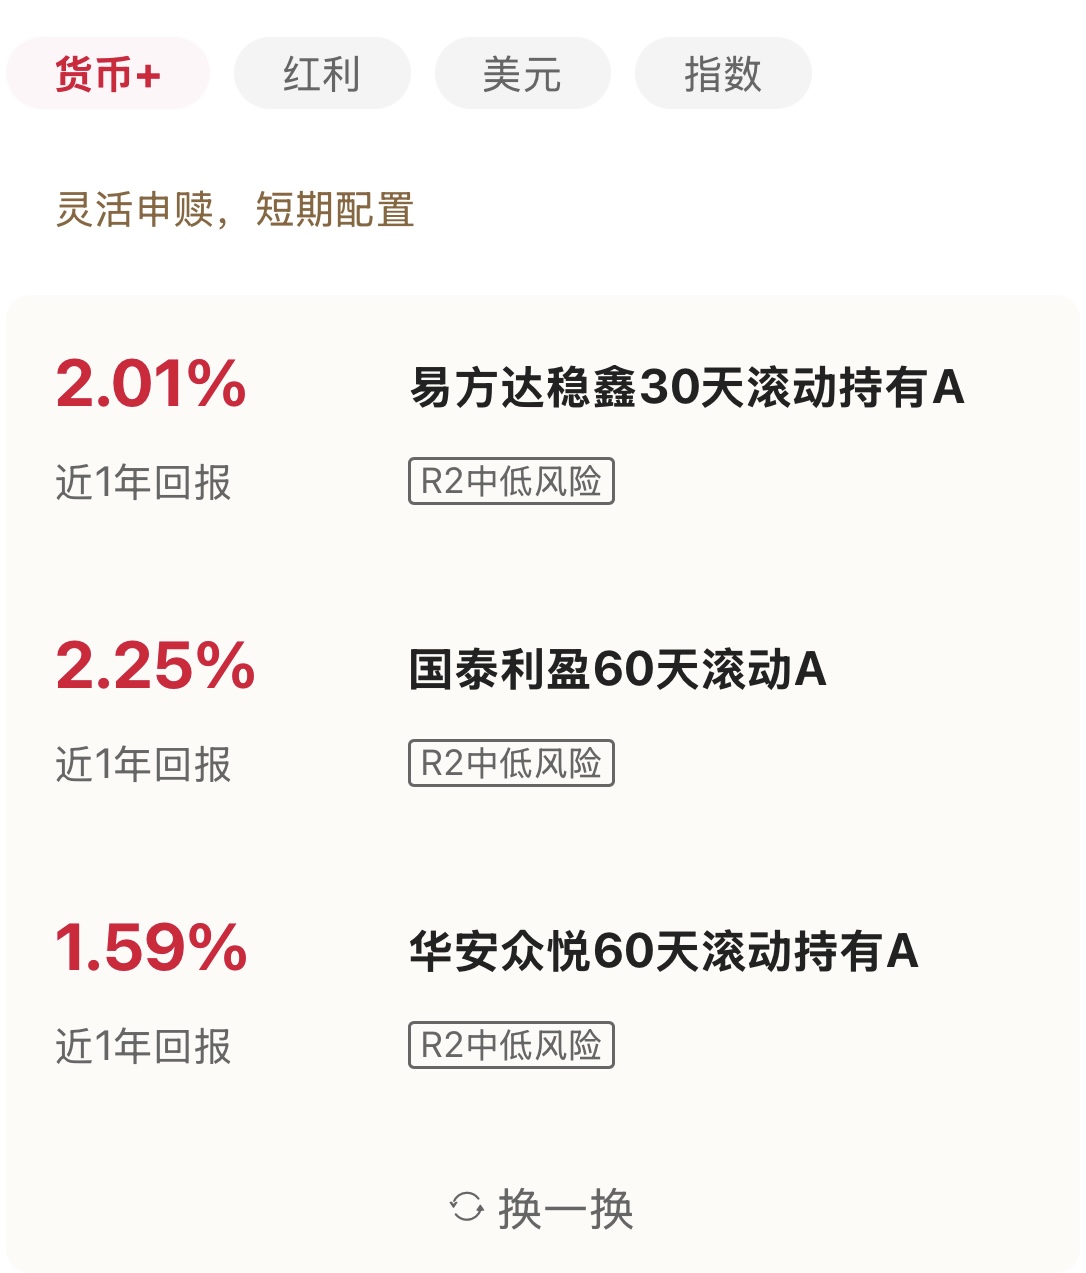 货币+ 红利 美元 指数
灵活申赎，短期配置
2.01% 易方达稳鑫30天滚动持有A
近1年回报 R2中低风险
2.25% 国泰利盈60天滚动A
近1年回报 R2中低风险
1.59% 华安众悦60天滚动持有A
近1年回报 R2中低风险
换一换